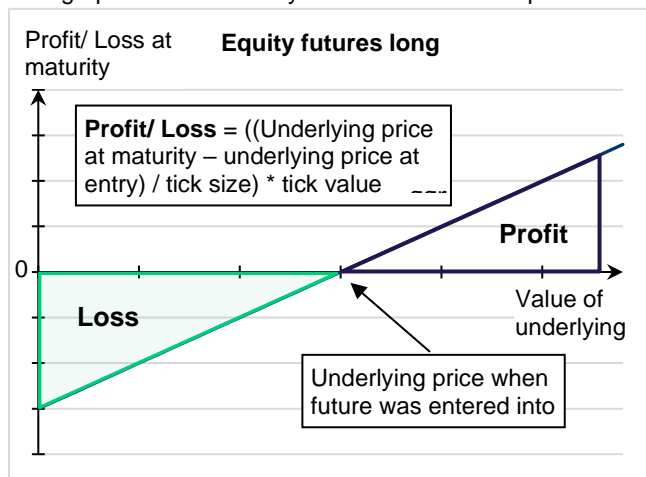 Profit/ Loss at
maturity
Equity futures long
Profit/ Loss = ((Underlying price
at maturity – underlying price at
entry) / tick size) * tick value
Profit
0
Loss
Value of
underlying
Underlying price when
future was entered into